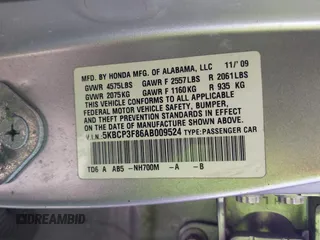 MFD. BY HONDA MFG. OF ALABAMA, LLC 11/'09
GVWR 4575LBS GAWR F 2557LBS R 2061LBS
GVWR 2075KG GAWR F 1160KG R 935 KG
THIS VEHICLE CONFORMS TO ALL APPLICABLE
FEDERAL MOTOR VEHICLE SAFETY, BUMPER,
AND THEFT PREVENTION STANDARDS IN EFFECT ON
THE DATE OF MANUFACTURE SHOWN ABOVE.
V.I.N: 5KBCP3F86AB009524 TYPE:PASSENGER CAR
TD6 A AB5 -NH700M -A -B
DREAMBID